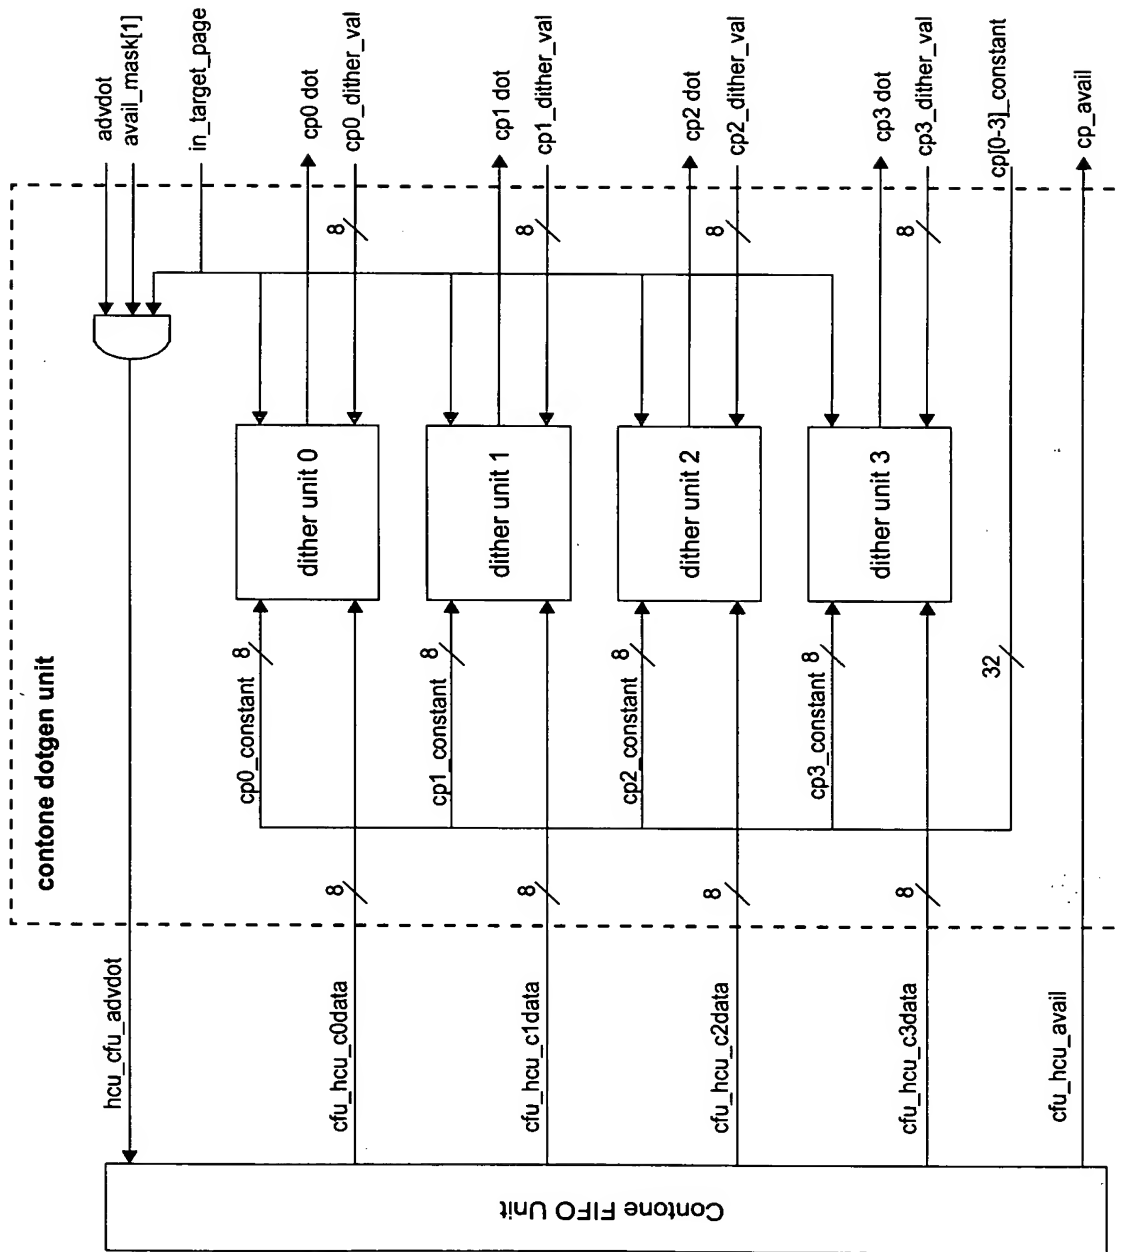 advdot
avail_mask[1]
in_target_page
cp0 dot
cp0_dither_val
cp1 dot
cp1_dither_val
cp2 dot
cp2_dither_val
cp3 dot
cp3_dither_val
cp[0-3]_constant
cp_avail
8
8
8
8
dither unit 0
dither unit 1
dither unit 2
dither unit 3
contone dotgen unit
cp0_constant
8
cp1_constant
8
cp2_constant
8
cp3_constant
8
32
8
8
8
8
hcu_cfu_advdot
cfu_hcu_c0data
cfu_hcu_c1data
cfu_hcu_c2data
cfu_hcu_c3data
cfu_hcu_avail
Contone FIFO Unit